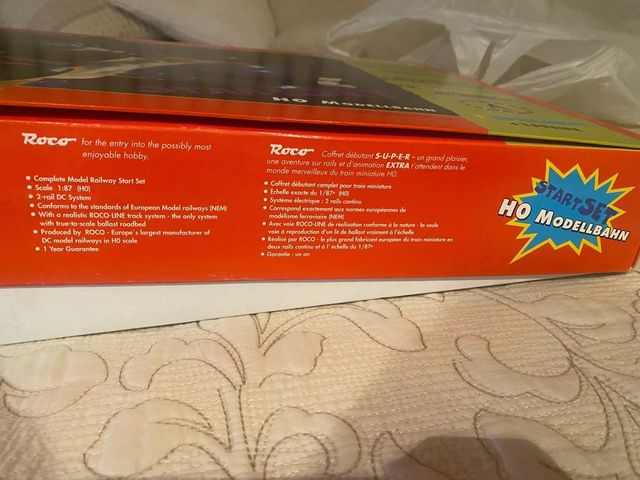 H0 MODELLBAHN
Roco for the entry into the possibly most
enjoyable hobby.
• Complete Model Railway Start Set
• Scale 1:87 (H0)
• 2-rail DC System
• Conforms to the standards of European Model railways (NEM)
• With a realistic ROCO-LINE track system - the only system
with true-to-scale ballast roadbed
• Produced by ROCO - Europe's largest manufacturer of
DC model railways in H0 scale
• 1 Year Guarantee
Roco Coffret débutant S-U-P-E-R - un grand plaisir,
une aventure sur rails et d'animation EXTRA t'attendent dans le
monde merveilleux du train miniature H0.
• Coffret débutant complet pour train miniature
• Echelle exacte du 1/87e (H0)
• Système électrique : 2 rails continu
• Correspond exactement aux normes européennes de
modélisme ferroviaire (NEM)
• Avec voie ROCO-LINE de réalisation conforme à la nature - la seule
voie à reproduction d'un lit de ballast vraiment à l'échelle
• Réalisé par ROCO - le plus grand fabricant européen du train miniature en
deux rails continu et à l' échelle du 1/87e
• Garantie : un an
STARTSET
H0 MODELLBAHN